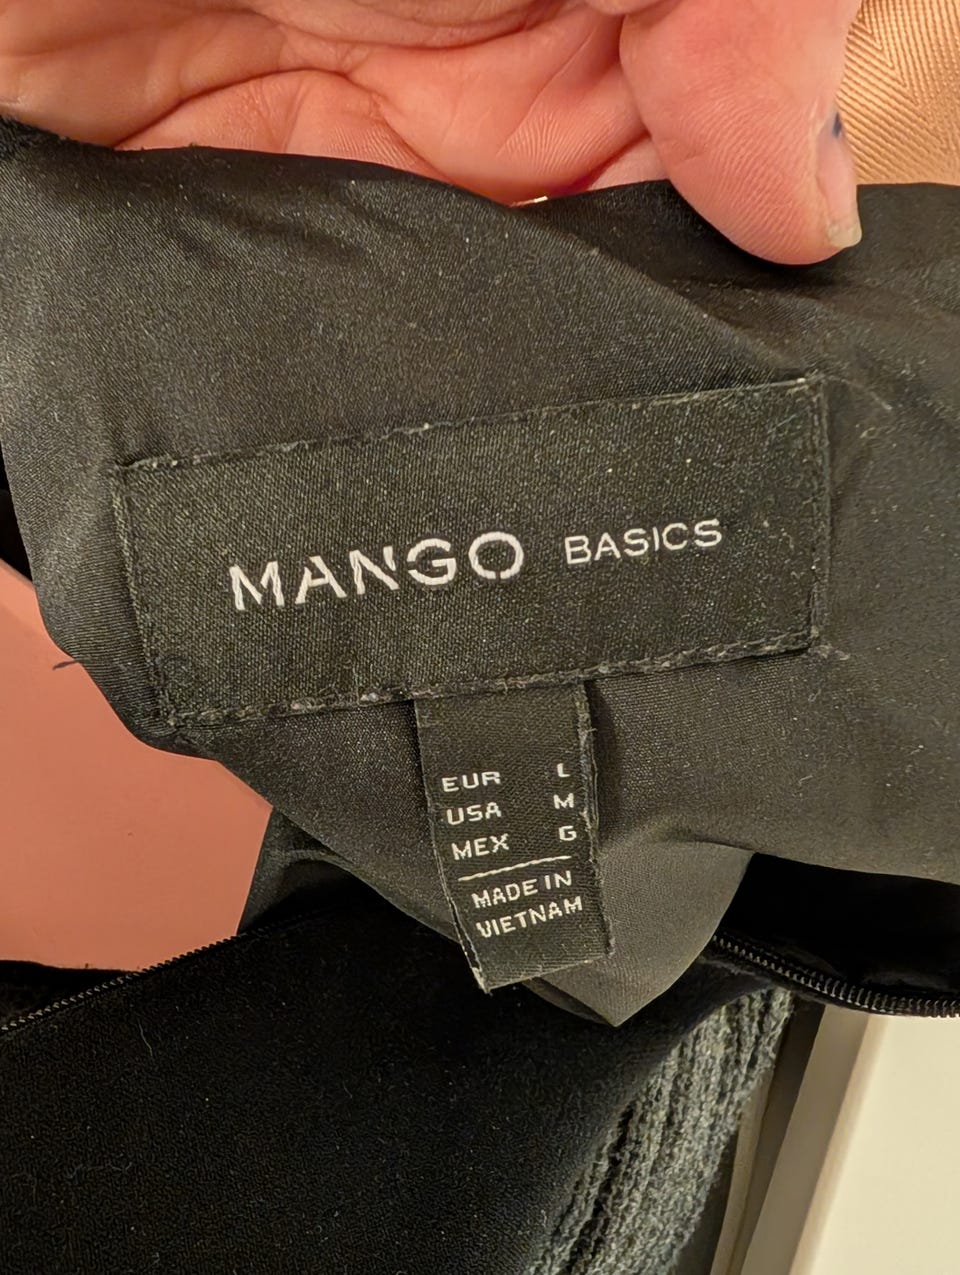 MANGO BASICS
EUR L
USA M
MEX G
MADE IN
VIETNAM